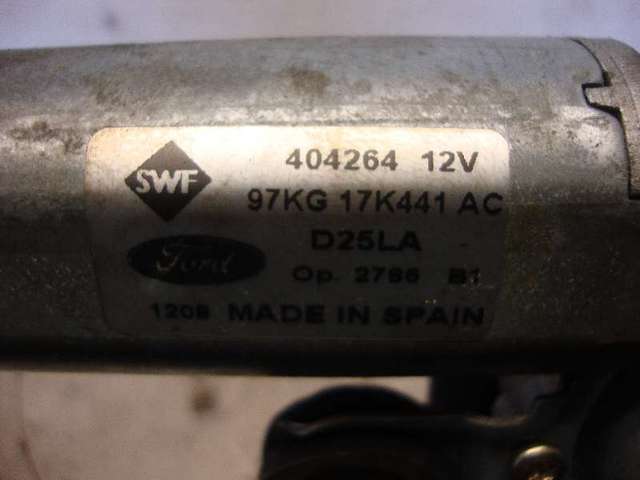 SWF
404264 12V
97KG 17K441 AC
Ford
D25LA
Op. 2786 B1
1208 MADE IN SPAIN